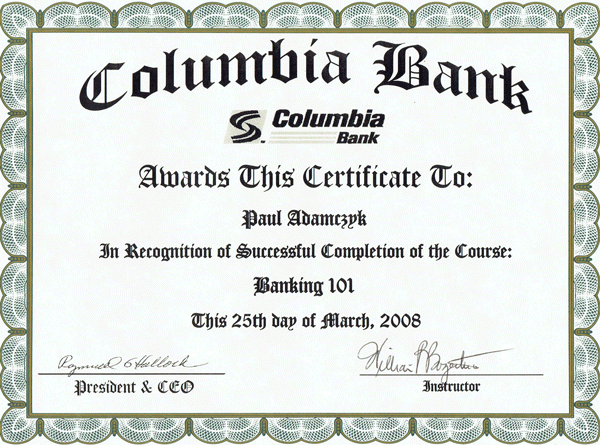 Columbia Bank
Columbia
Bank
Awards This Certificate To:
Paul Adamczyk
In Recognition of Successful Completion of the Course:
Banking 101
This 25th day of March, 2008
Raymond G Hallock
William
President & CEO
Instructor